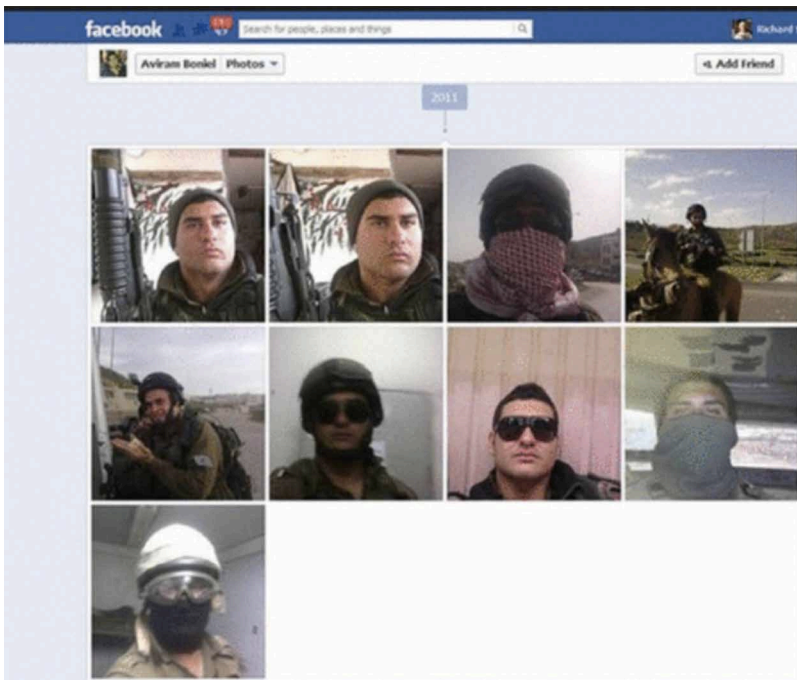 facebook
Search for people, places and things
Richard
Aviram Boniel Photos
Add Friend
2011